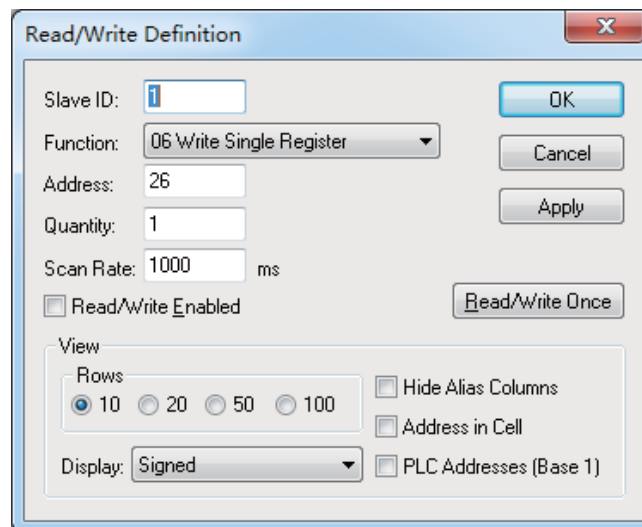 Read/Write Definition
Slave ID: 1
OK
Function: 06 Write Single Register
Cancel
Address: 26
Apply
Quantity: 1
Scan Rate: 1000 ms
Read/Write Enabled
Read/Write Once
View
Rows
10 20 50 100
Hide Alias Columns
Address in Cell
Display: Signed
PLC Addresses (Base 1)